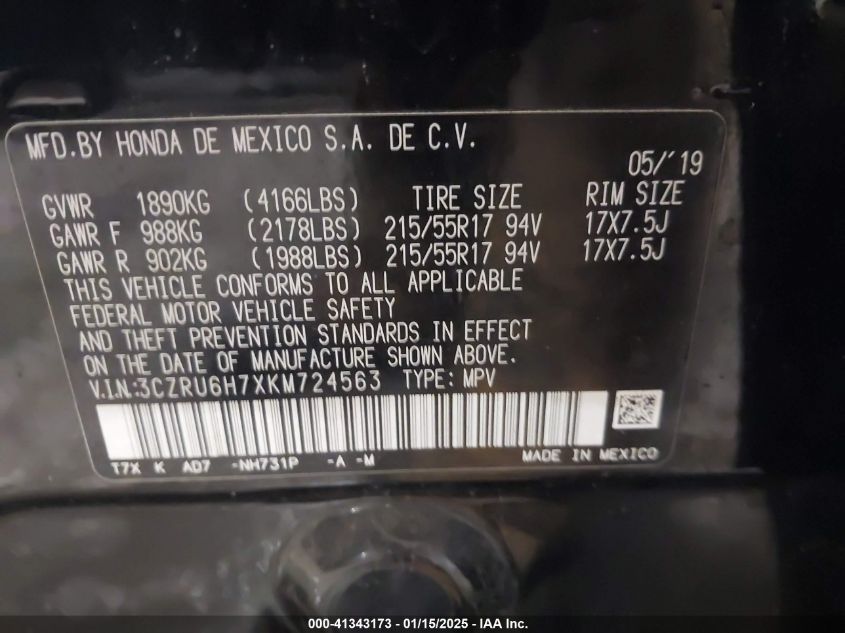 MFD.BY HONDA DE MEXICO S.A. DE C.V.
05/'19
GVWR 1890KG (4166LBS) TIRE SIZE RIM SIZE
GAWR F 988KG (2178LBS) 215/55R17 94V 17X7.5J
GAWR R 902KG (1988LBS) 215/55R17 94V 17X7.5J
THIS VEHICLE CONFORMS TO ALL APPLICABLE
FEDERAL MOTOR VEHICLE SAFETY
AND THEFT PREVENTION STANDARDS IN EFFECT
ON THE DATE OF MANUFACTURE SHOWN ABOVE.
V.I.N.:3CZRU6H7XKM724563 TYPE: MPV
T7X K AD7 -NH731P -A -M MADE IN MEXICO
000-41343173 - 01/15/2025 - IAA Inc.